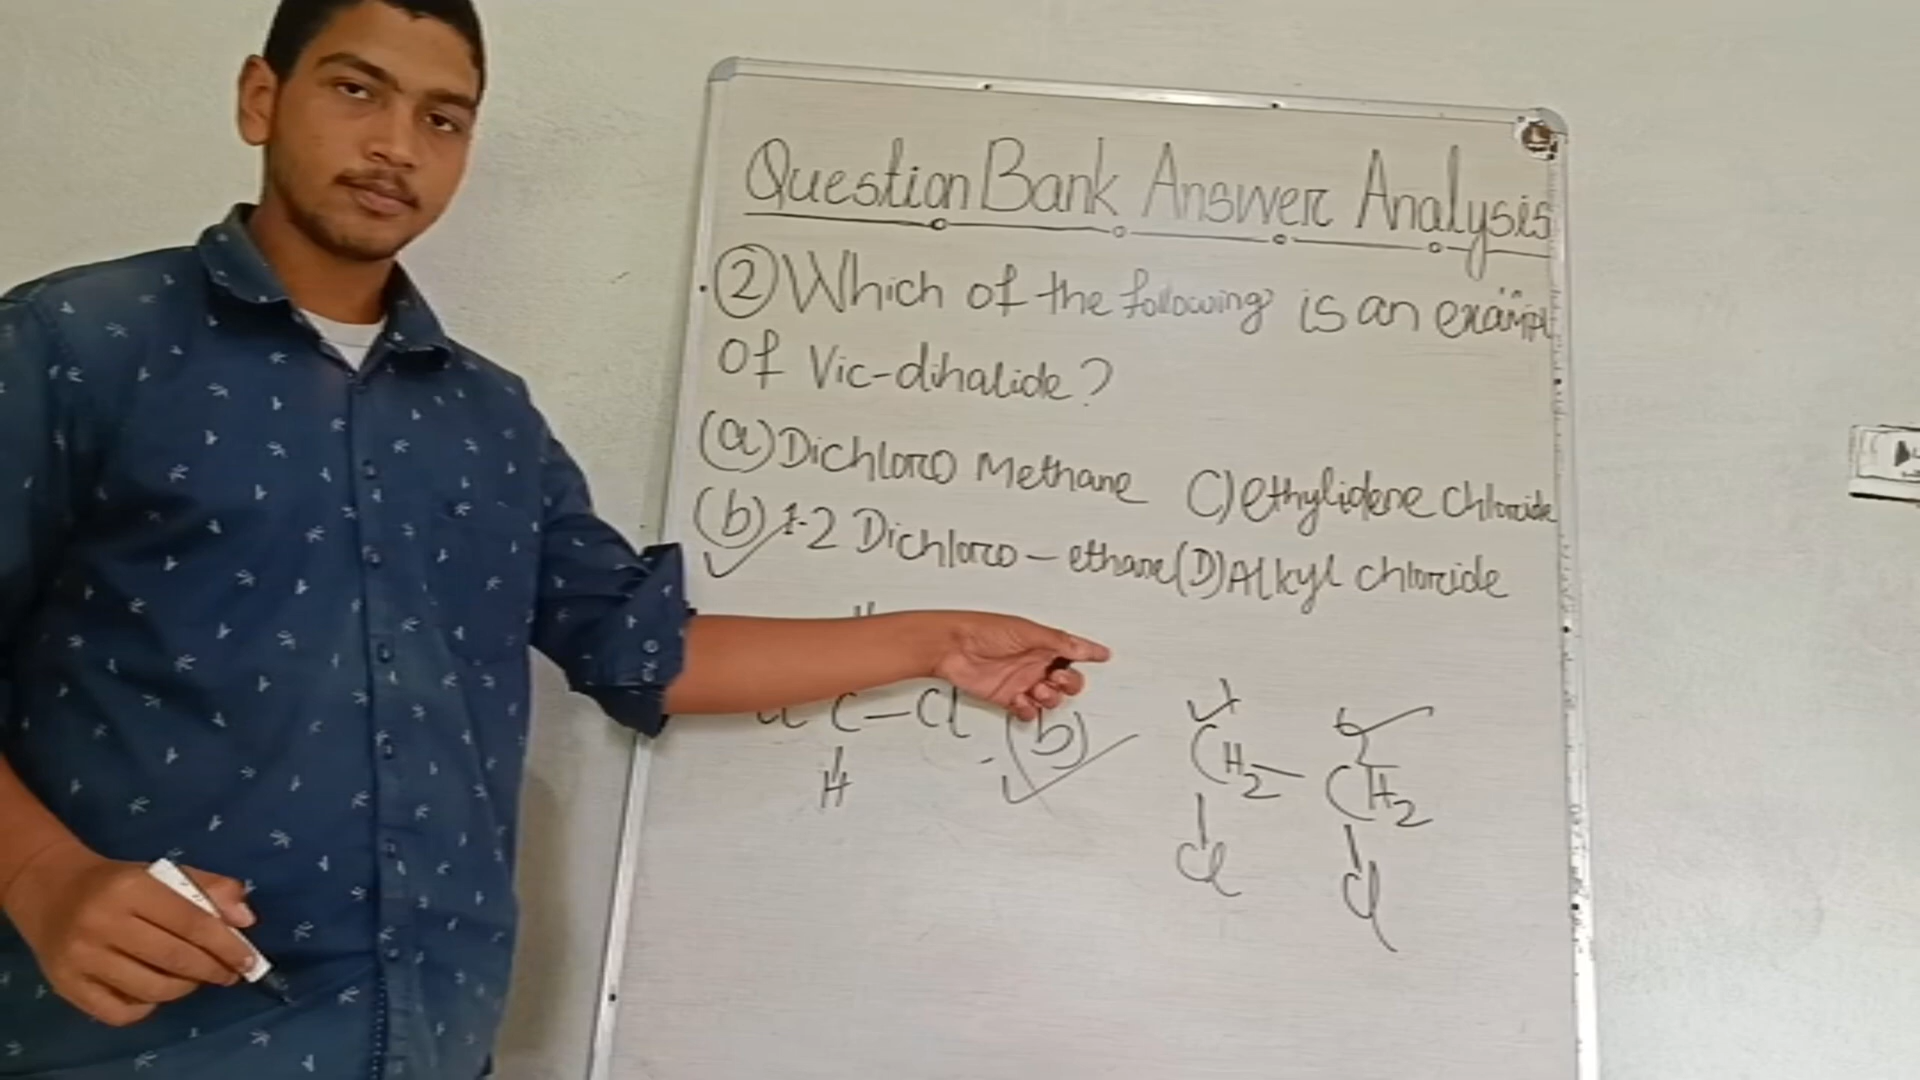 Question Bank Answer Analysis
② Which of the following is an exampl
Of Vic-dihalide?
(a) Dichloro Methane C) ethylidene chloride
(b) 1-2 Dichloro-ethane (D) Alkyl chloride
C-Cl
H
(b)
CH2-CH2
Cl Cl